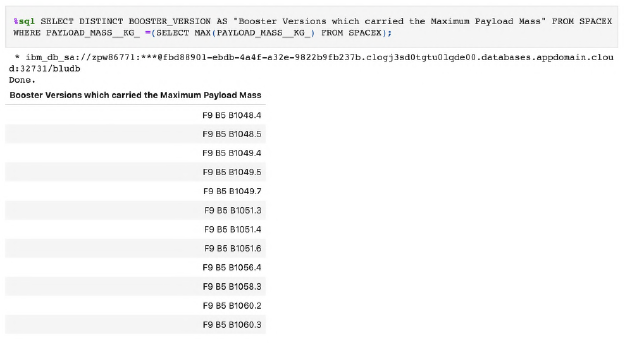 %sql SELECT DISTINCT BOOSTER_VERSION AS "Booster Versions which carried the Maximum Payload Mass" FROM SPACEX
WHERE PAYLOAD_MASS__KG_ =(SELECT MAX(PAYLOAD_MASS__KG_) FROM SPACEX);
* ibm_db_sa://zpw86771:***@fbd88901-ebdb-4a4f-a32e-9822b9fb237b.c1ogj3sd0tgtu0lqde00.databases.appdomain.clou
d:32731/bludb
Done.
Booster Versions which carried the Maximum Payload Mass
F9 B5 B1048.4
F9 B5 B1048.5
F9 B5 B1049.4
F9 B5 B1049.5
F9 B5 B1049.7
F9 B5 B1051.3
F9 B5 B1051.4
F9 B5 B1051.6
F9 B5 B1056.4
F9 B5 B1058.3
F9 B5 B1060.2
F9 B5 B1060.3